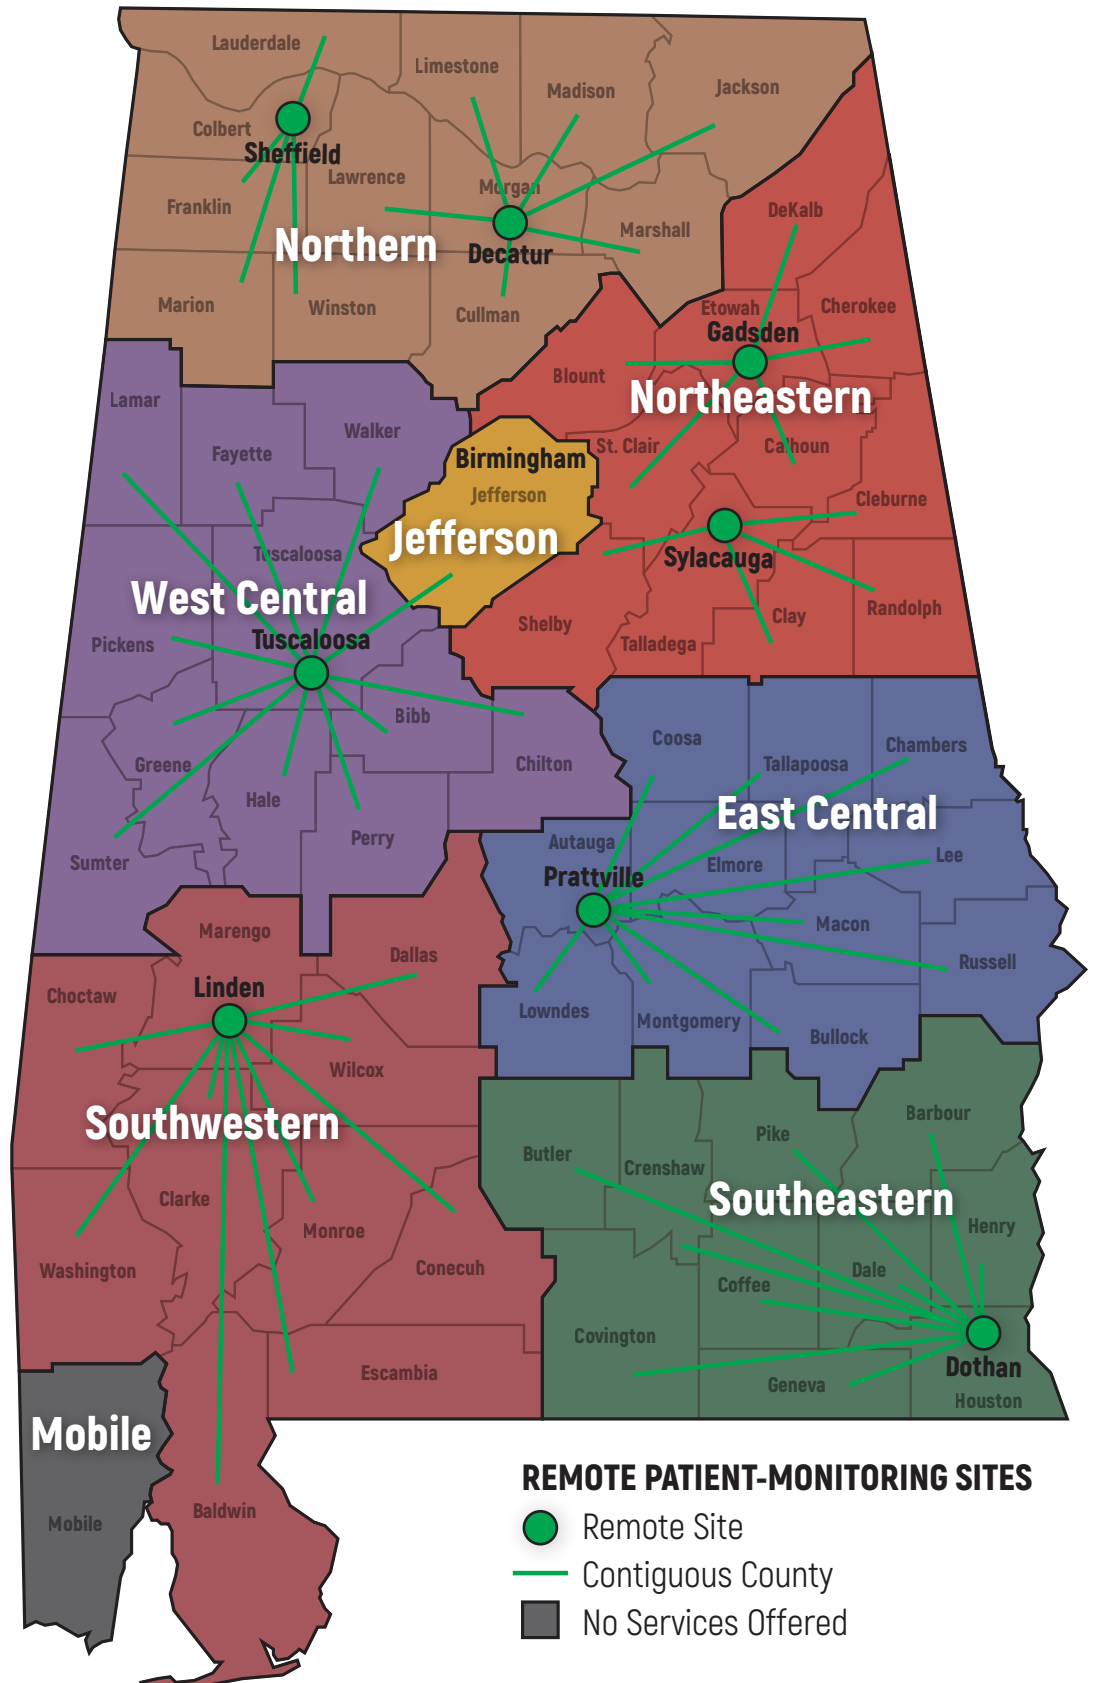 Lauderdale
Limestone
Madison
Jackson
Colbert
Sheffield
Lawrence
Morgan
Franklin
DeKalb
Marshall
Northern
Decatur
Marion
Winston
Cullman
Etowah
Cherokee
Gadsden
Blount
Northeastern
Lamar
Walker
Fayette
St. Clair
Calhoun
Birmingham
Jefferson
Cleburne
Jefferson
Tuscaloosa
Sylacauga
West Central
Randolph
Clay
Shelby
Talladega
Tuscaloosa
Pickens
Bibb
Greene
Chilton
Hale
Perry
Sumter
Coosa
Tallapoosa
Chambers
East Central
Autauga
Elmore
Lee
Prattville
Macon
Russell
Marengo
Dallas
Choctaw
Linden
Lowndes
Montgomery
Bullock
Wilcox
Southwestern
Barbour
Pike
Butler
Crenshaw
Southeastern
Clarke
Monroe
Henry
Washington
Conecuh
Dale
Coffee
Covington
Escambia
Dothan
Geneva
Houston
Mobile
Mobile
Baldwin
REMOTE PATIENT-MONITORING SITES
Remote Site
Contiguous County
No Services Offered